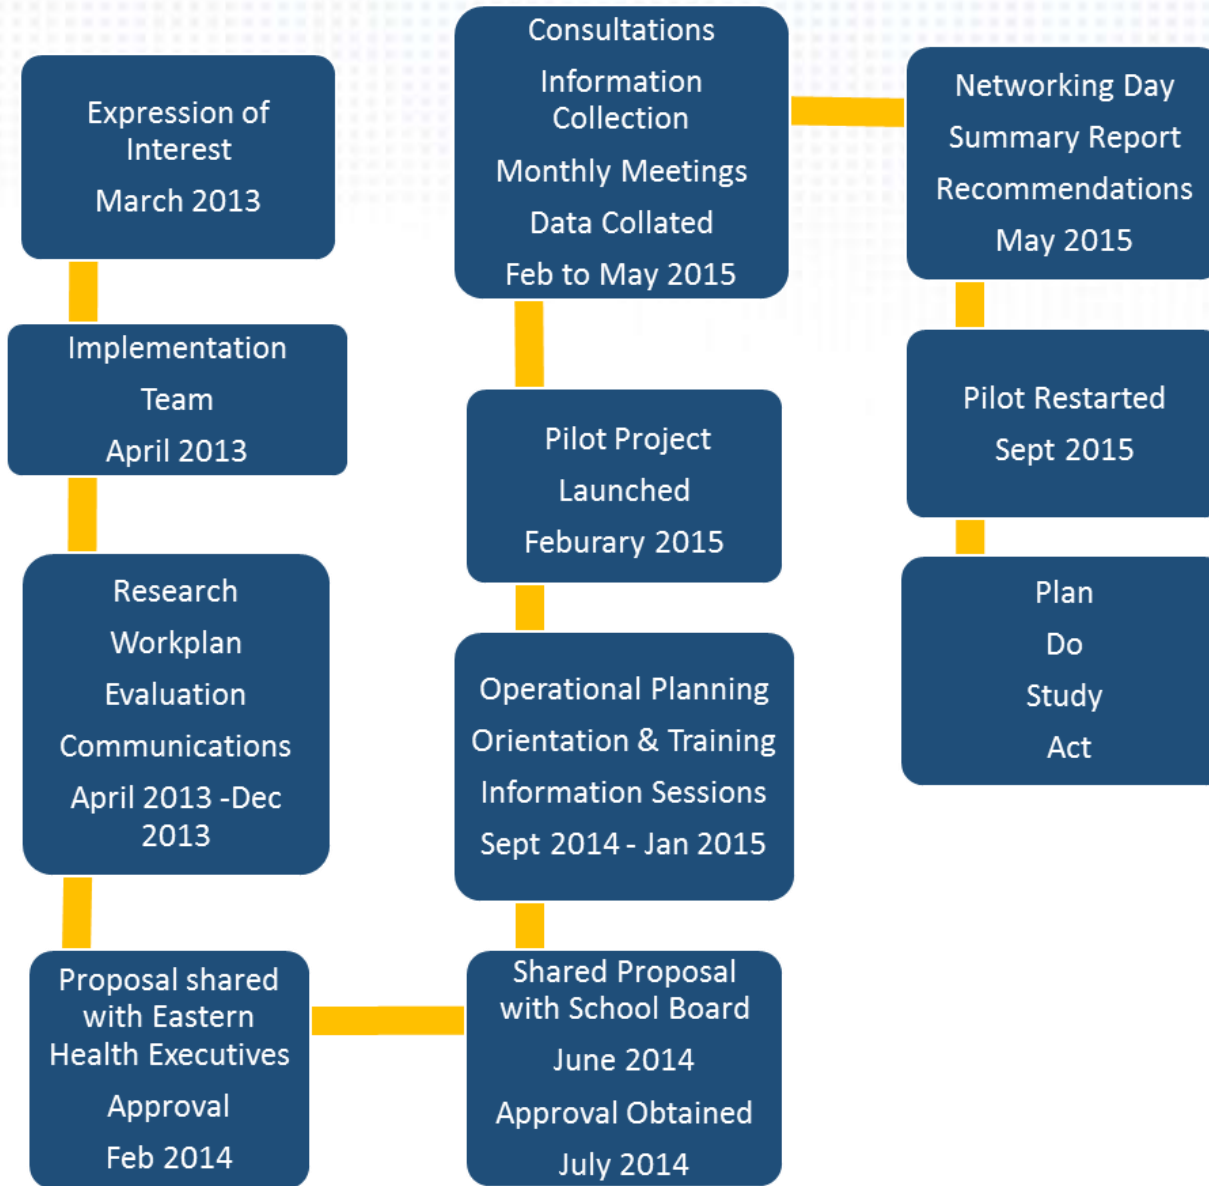 Expression of
Interest
March 2013
Implementation
Team
April 2013
Research
Workplan
Evaluation
Communications
April 2013 -Dec
2013
Proposal shared
with Eastern
Health Executives
Approval
Feb 2014
Shared Proposal
with School Board
June 2014
Approval Obtained
July 2014
Operational Planning
Orientation & Training
Information Sessions
Sept 2014 - Jan 2015
Pilot Project
Launched
Feburary 2015
Consultations
Information
Collection
Monthly Meetings
Data Collated
Feb to May 2015
Networking Day
Summary Report
Recommendations
May 2015
Pilot Restarted
Sept 2015
Plan
Do
Study
Act